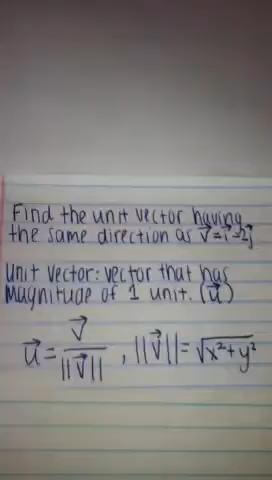 Find the unit vector having
the same direction as v⃗ = i⃗ - 2j⃗
Unit vector: vector that has
magnitude of 1 unit. (u⃗)
u⃗ = v⃗ / ||v⃗|| , ||v⃗|| = √(x² + y²)